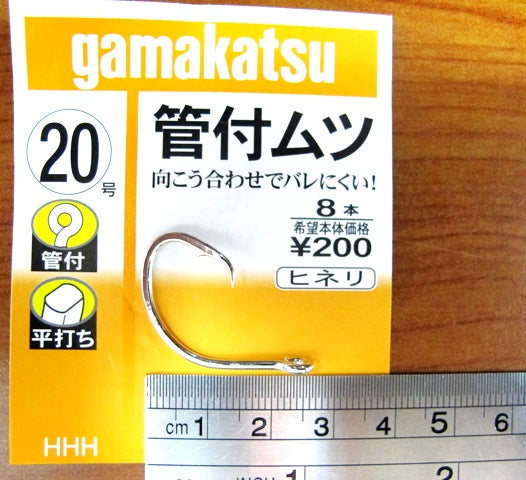 gamakatsu
20号
管付ムツ
向こう合わせでバレにくい!
8本
希望本体価格
¥200
ヒネリ
管付
平打ち
HHH
cm 1 2 3 4 5 6
INCH 1 2